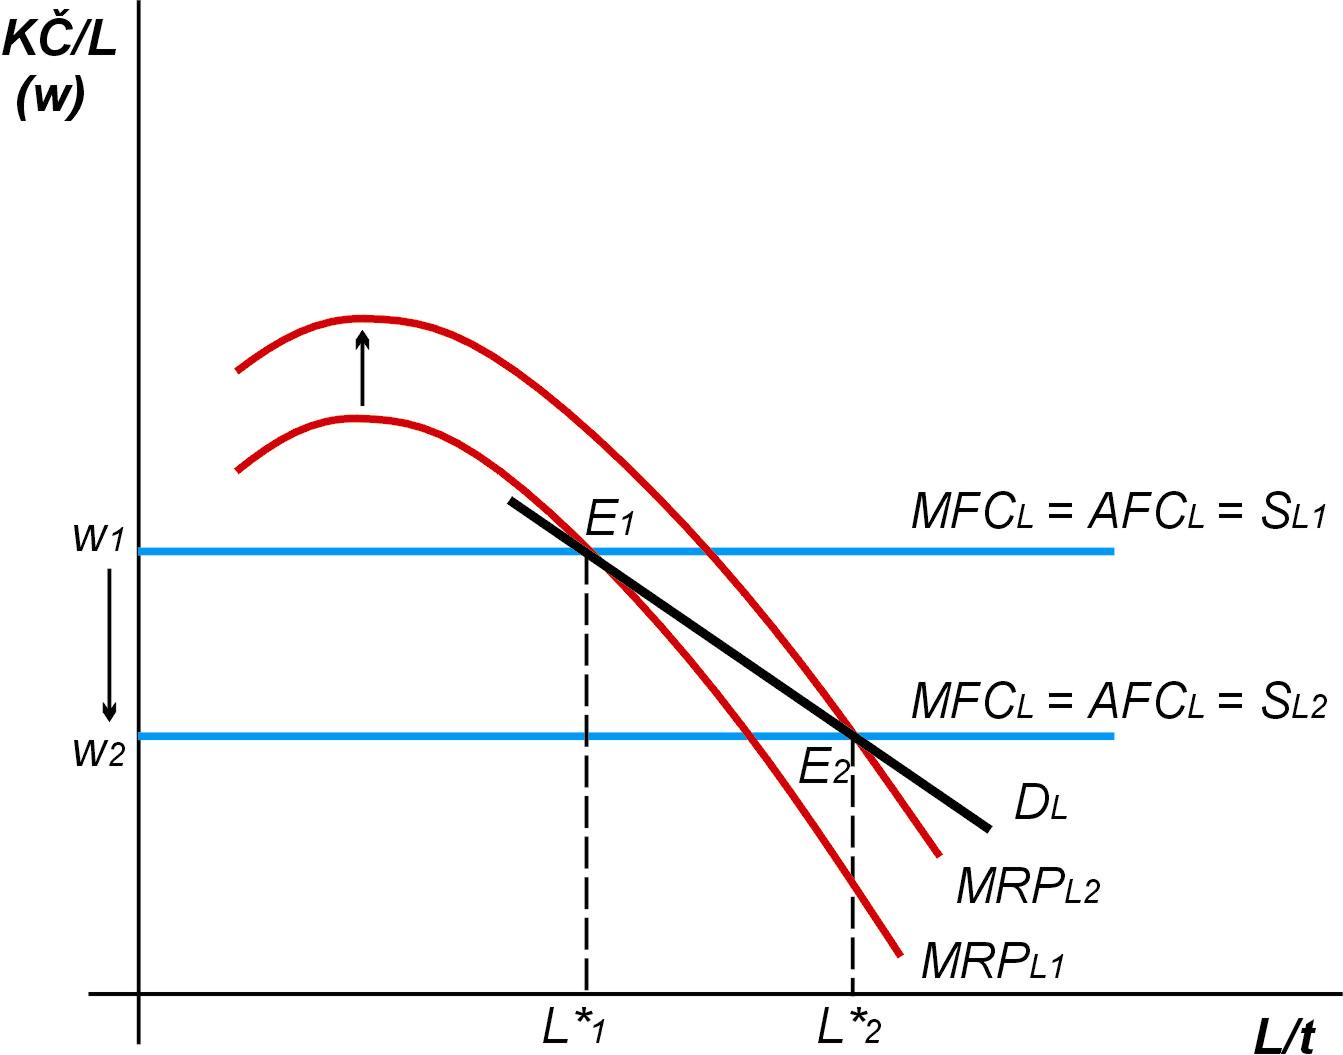 KČ/L
(w)
E1
MFCL = AFCL = SL1
w1
MFCL = AFCL = SL2
w2
E2
DL
MRPL2
MRPL1
L*1
L*2
L/t